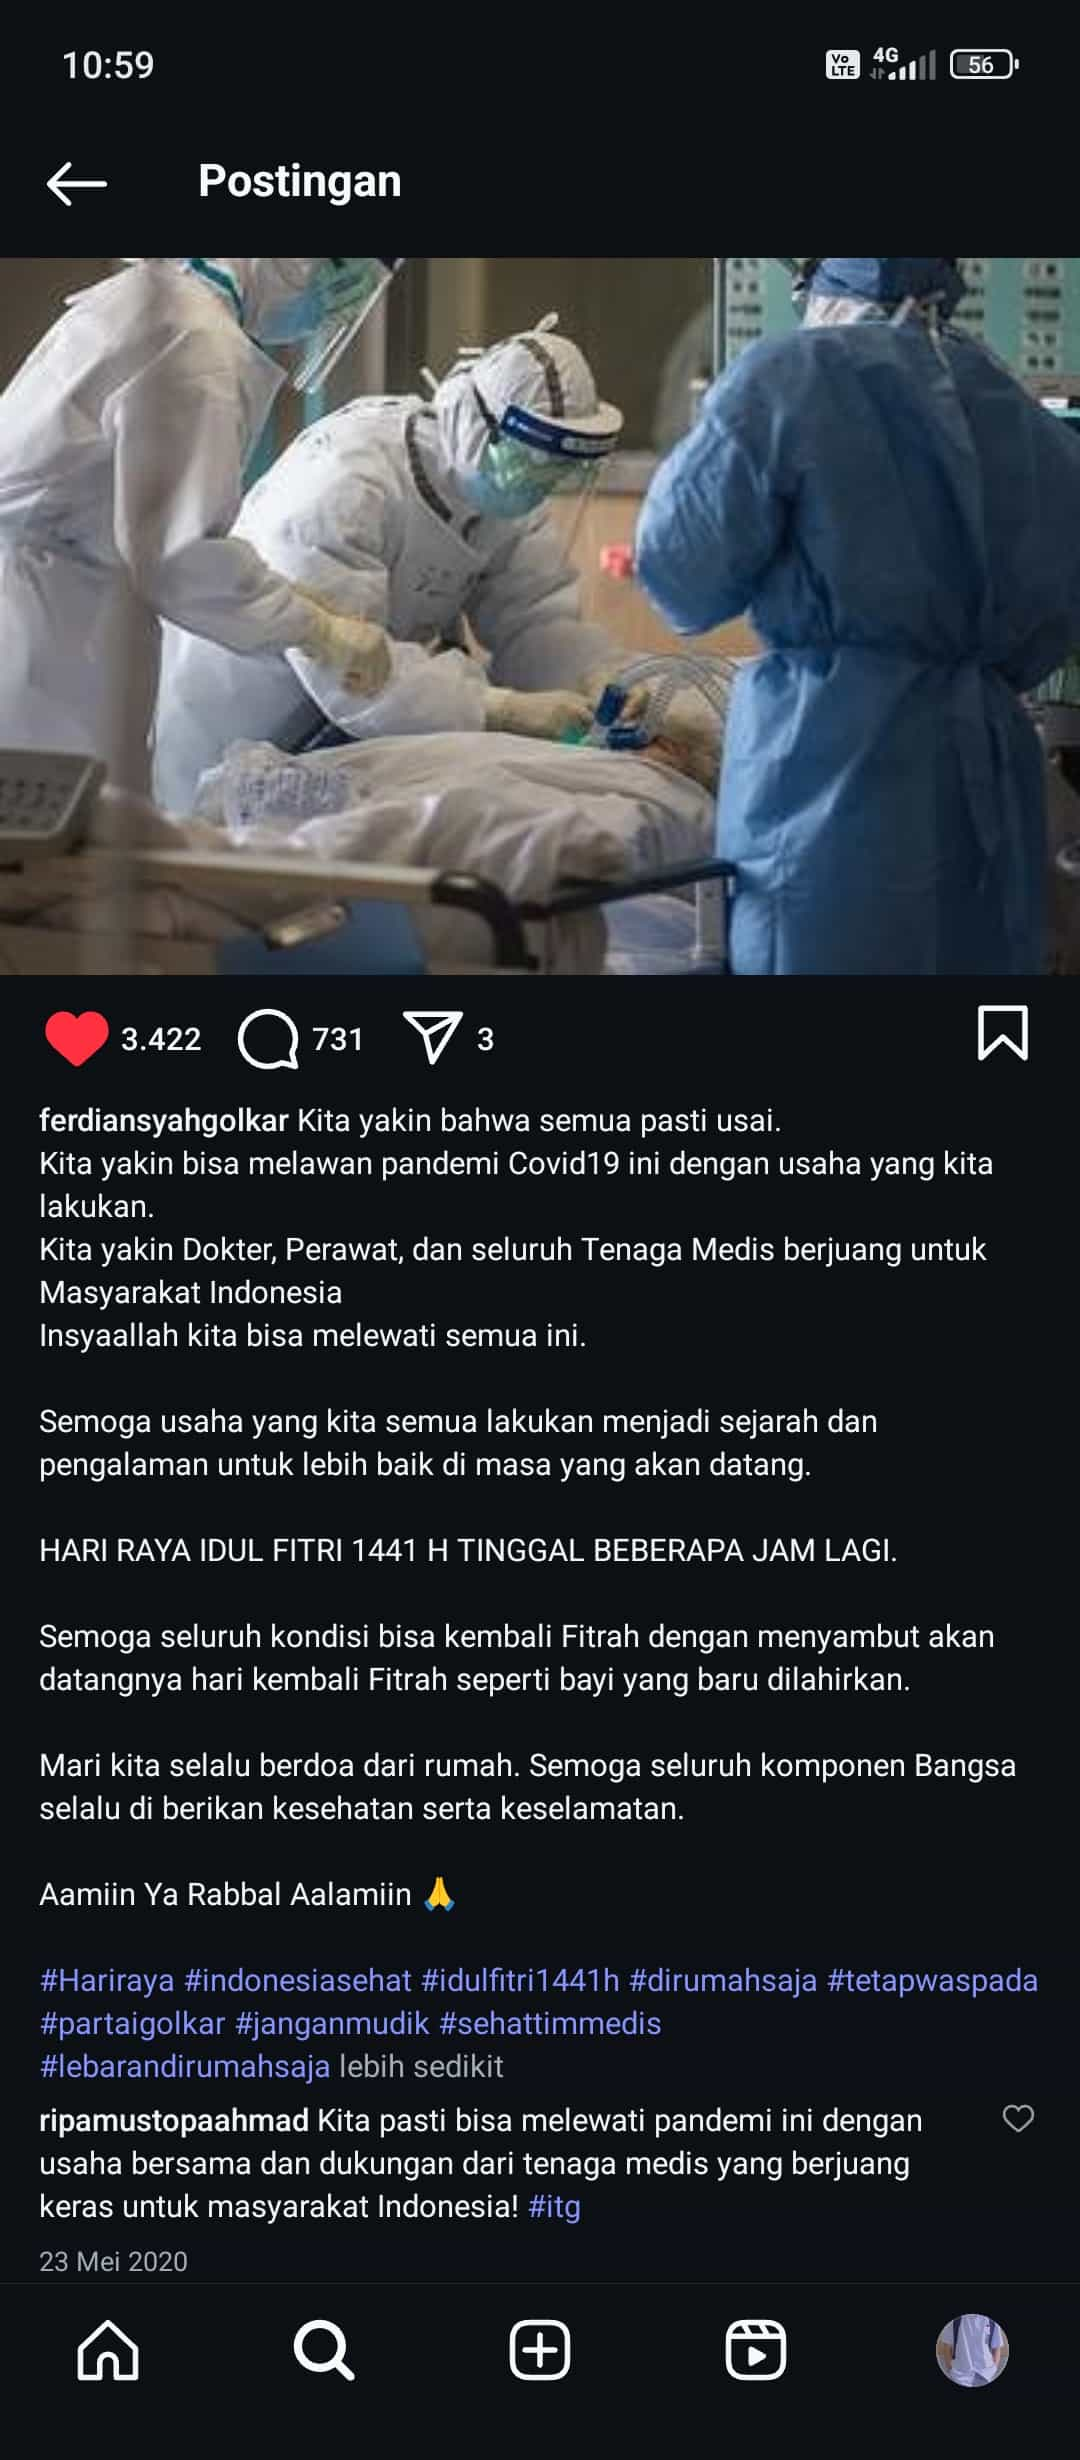 10:59
Vo LTE 4G 56
Postingan
3.422 731 3
ferdiansyahgolkar Kita yakin bahwa semua pasti usai.
Kita yakin bisa melawan pandemi Covid19 ini dengan usaha yang kita
lakukan.
Kita yakin Dokter, Perawat, dan seluruh Tenaga Medis berjuang untuk
Masyarakat Indonesia
Insyaallah kita bisa melewati semua ini.
Semoga usaha yang kita semua lakukan menjadi sejarah dan
pengalaman untuk lebih baik di masa yang akan datang.
HARI RAYA IDUL FITRI 1441 H TINGGAL BEBERAPA JAM LAGI.
Semoga seluruh kondisi bisa kembali Fitrah dengan menyambut akan
datangnya hari kembali Fitrah seperti bayi yang baru dilahirkan.
Mari kita selalu berdoa dari rumah. Semoga seluruh komponen Bangsa
selalu di berikan kesehatan serta keselamatan.
Aamiin Ya Rabbal Aalamiin 🙏
#Hariraya #indonesiasehat #idulfitri1441h #dirumahsaja #tetapwaspada
#partaigolkar #janganmudik #sehattimmedis
#lebarandirumahsaja lebih sedikit
ripamustopaahmad Kita pasti bisa melewati pandemi ini dengan
usaha bersama dan dukungan dari tenaga medis yang berjuang
keras untuk masyarakat Indonesia! #itg
23 Mei 2020